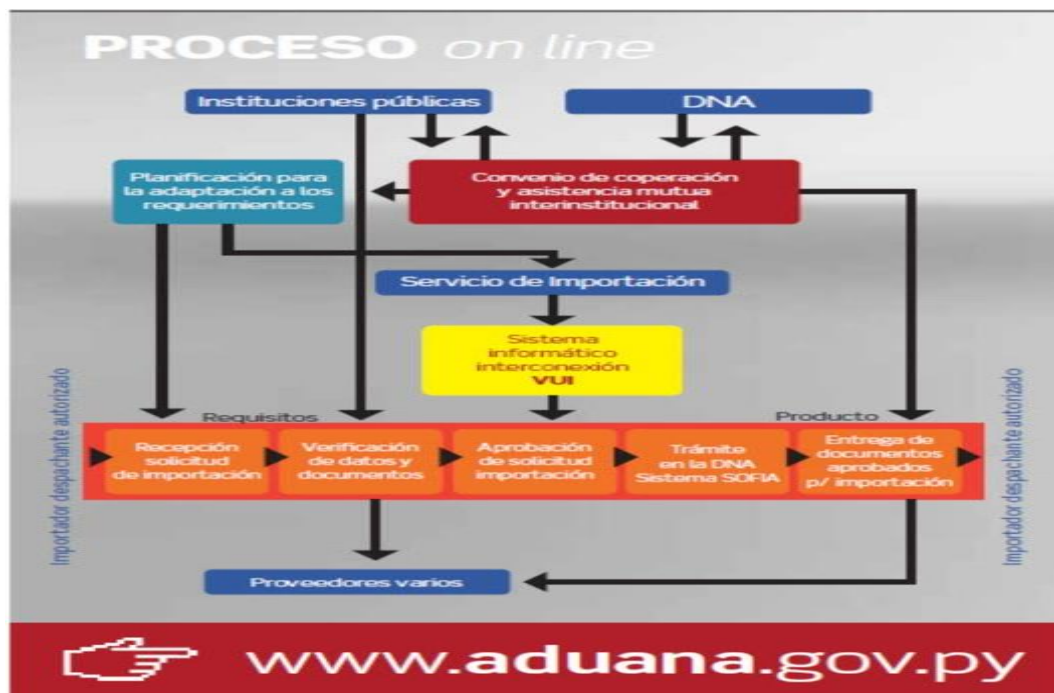 PROCESO on line
Instituciones públicas
DNA
Planificación para
la adaptación a los
requerimientos
Convenio de coperación
y asistencia mutua
interinstitucional
Servicio de Importación
Sistema
informático
interconexión
VUI
Importador despachante autorizado
Requisitos
Producto
Importador despachante autorizado
Recepción
solicitud
de importación
Verificación
de datos y
documentos
Aprobación
de solicitud
importación
Trámite
en la DNA
Sistema SOFIA
Entrega de
documentos
aprobados
p/ importación
Proveedores varios
www.aduana.gov.py